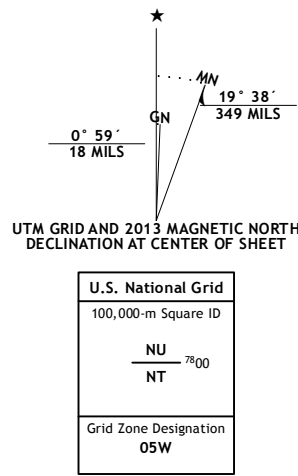 ★
MN
GN
19° 38´
349 MILS
0° 59´
18 MILS
UTM GRID AND 2013 MAGNETIC NORTH
DECLINATION AT CENTER OF SHEET
U.S. National Grid
100,000-m Square ID
NU
7800
NT
Grid Zone Designation
05W